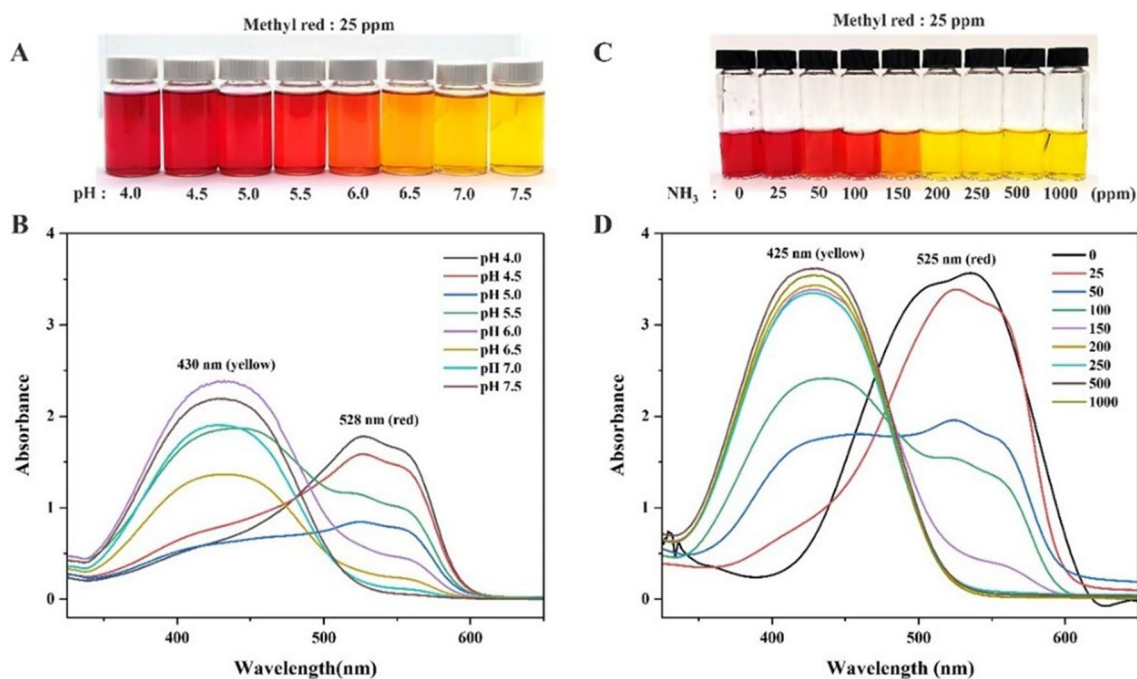 Methyl red : 25 ppm
A
pH : 4.0 4.5 5.0 5.5 6.0 6.5 7.0 7.5
B
4
3
2
1
0
Absorbance
430 nm (yellow)
528 nm (red)
pH 4.0
pH 4.5
pH 5.0
pH 5.5
pH 6.0
pH 6.5
pH 7.0
pH 7.5
400 500 600
Wavelength(nm)
Methyl red : 25 ppm
C
NH3 : 0 25 50 100 150 200 250 500 1000 (ppm)
D
4
3
2
1
0
Absorbance
425 nm (yellow)
525 nm (red)
0
25
50
100
150
200
250
500
1000
400 500 600
Wavelength (nm)